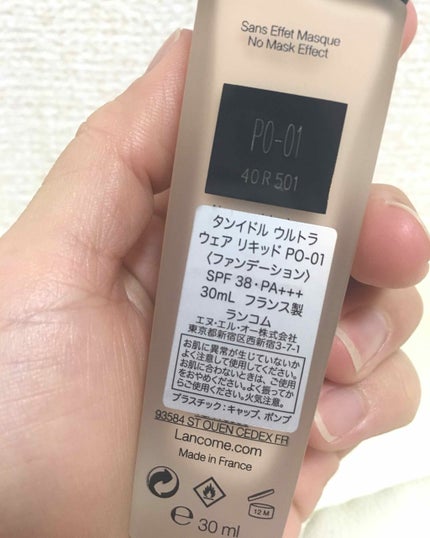 Sans Effet Masque
No Mask Effect
PO-01
40R501
タンイドル ウルトラ
ウェア リキッド PO-01
〈ファンデーション〉
SPF 38・PA+++
30mL フランス製
ランコム
エヌ・エル・オー株式会社
東京都新宿区西新宿3-7-1
お肌に異常が生じていないか
よく注意して使用してください。
お肌に合わないときは、ご使用
をおやめください。よく振ってか
らご使用ください。火気注意。
プラスチック:キャップ、ポンプ
93584 ST OUEN CEDEX FR
Lancome.com
Made in France
12 M
e 30 ml